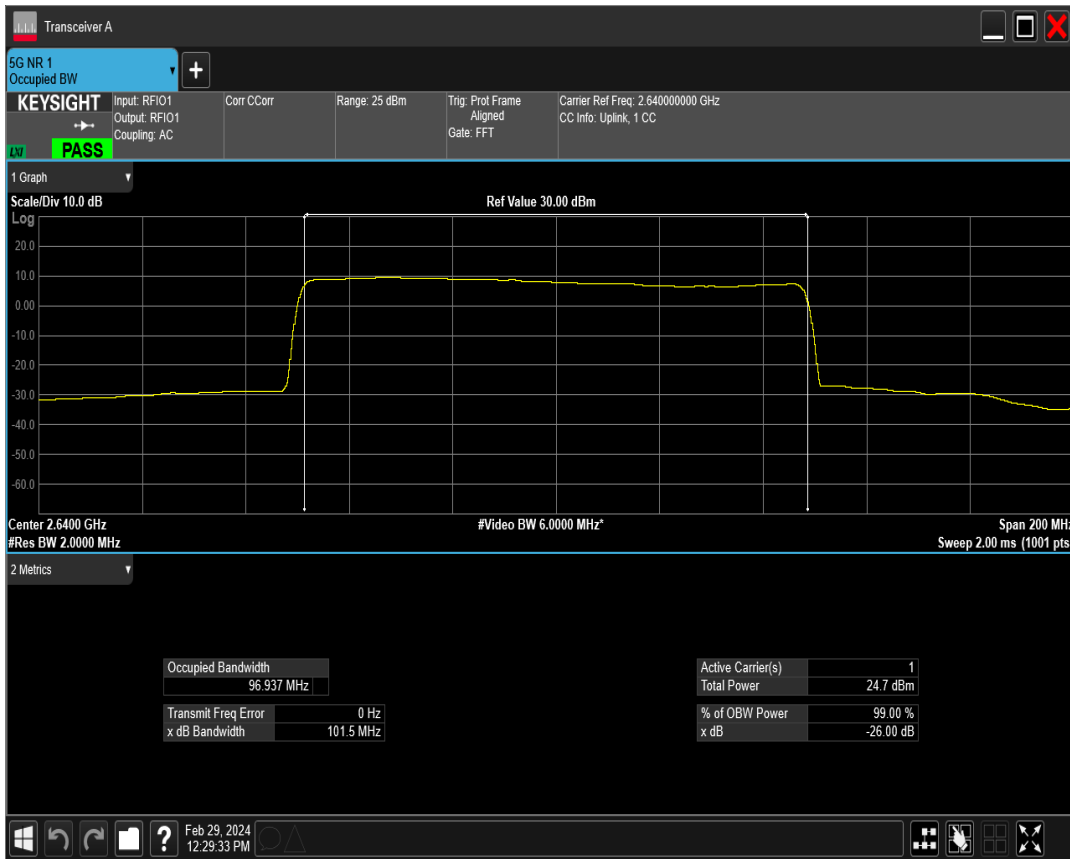 Transceiver A
5G NR 1
Occupied BW
KEYSIGHT
LXI
PASS
Input: RFIO1
Output: RFIO1
Coupling: AC
Corr CCorr
Range: 25 dBm
Trig: Prot Frame
Aligned
Gate: FFT
Carrier Ref Freq: 2.640000000 GHz
CC Info: Uplink, 1 CC
1 Graph
Scale/Div 10.0 dB
Ref Value 30.00 dBm
Log
20.0
10.0
0.00
-10.0
-20.0
-30.0
-40.0
-50.0
-60.0
Center 2.6400 GHz
#Video BW 6.0000 MHz*
Span 200 MHz
#Res BW 2.0000 MHz
Sweep 2.00 ms (1001 pts
2 Metrics
Occupied Bandwidth
96.937 MHz
Active Carrier(s) 1
Total Power 24.7 dBm
Transmit Freq Error 0 Hz
x dB Bandwidth 101.5 MHz
% of OBW Power 99.00 %
x dB -26.00 dB
?
Feb 29, 2024
12:29:33 PM